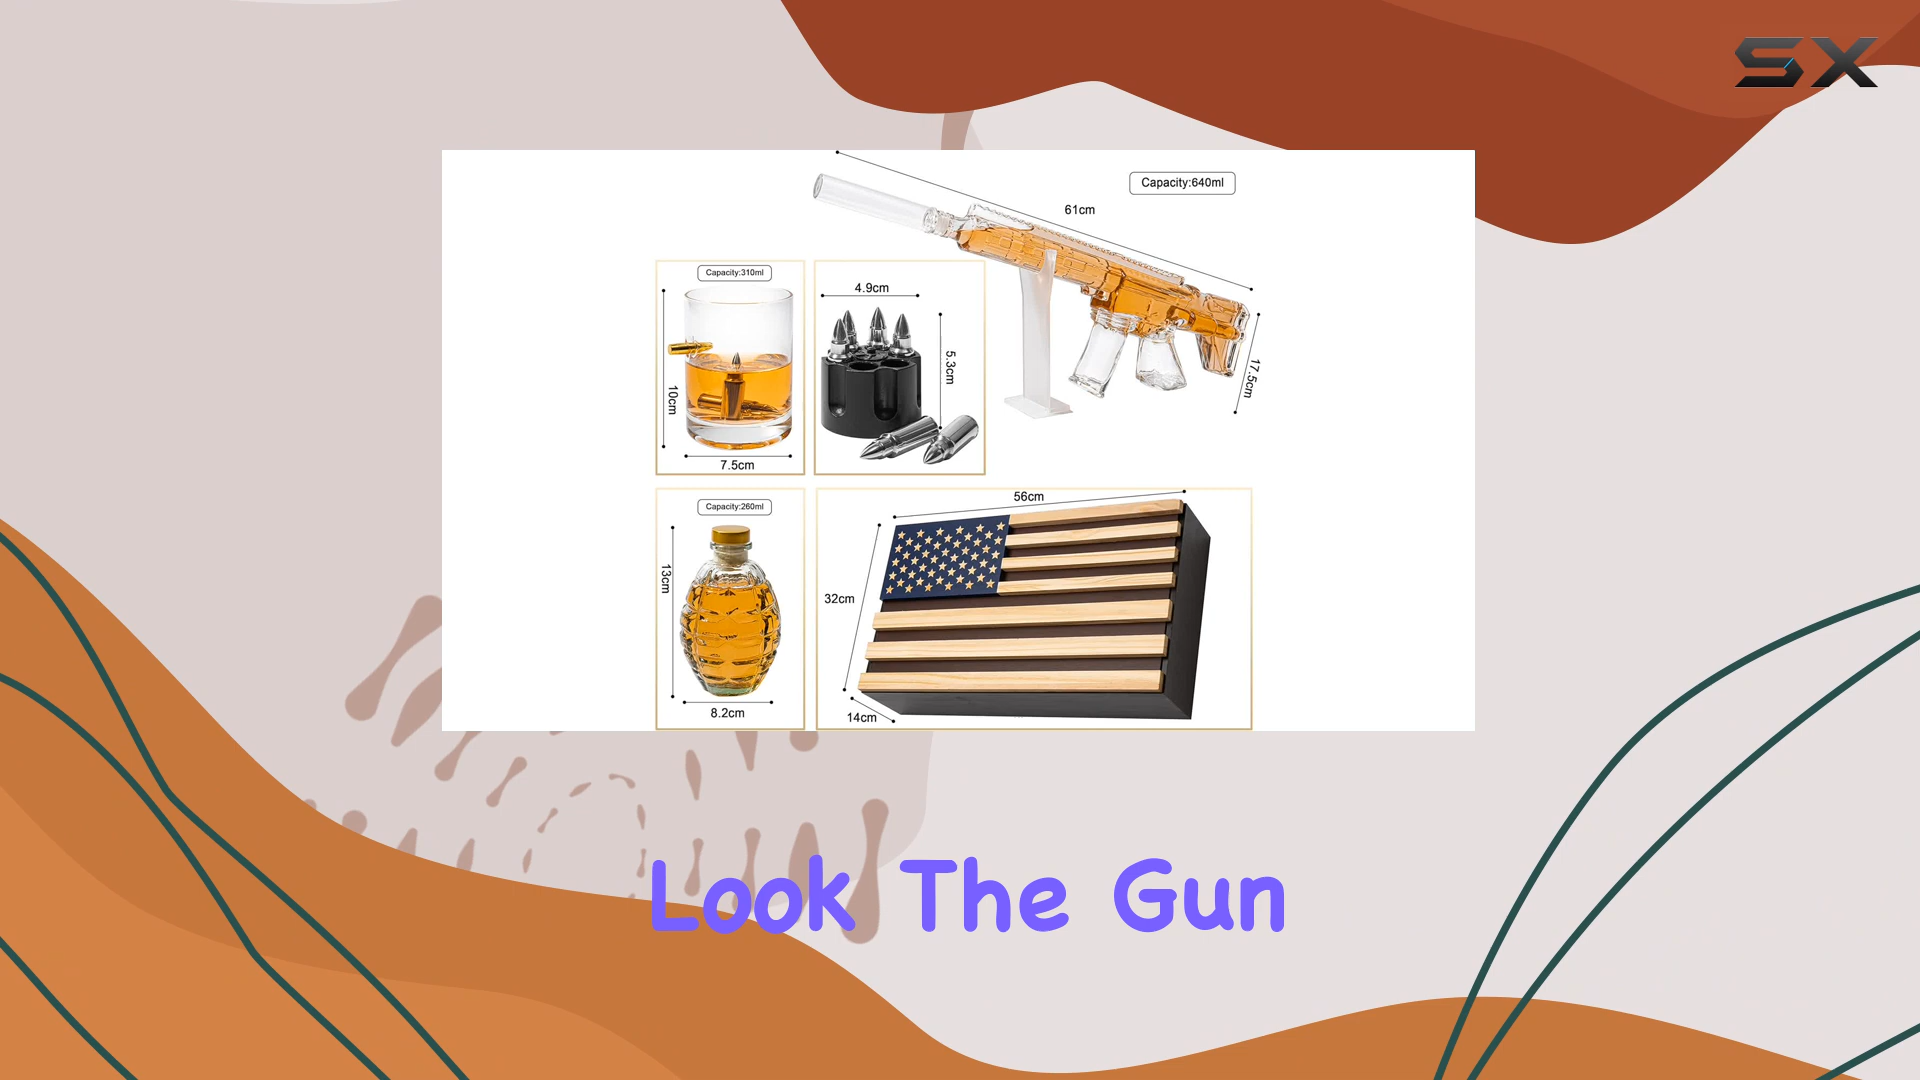 SX
Capacity:640ml
61cm
17.5cm
Capacity:310ml
10cm
7.5cm
4.9cm
5.3cm
Capacity:260ml
13cm
8.2cm
56cm
32cm
14cm
Look The Gun